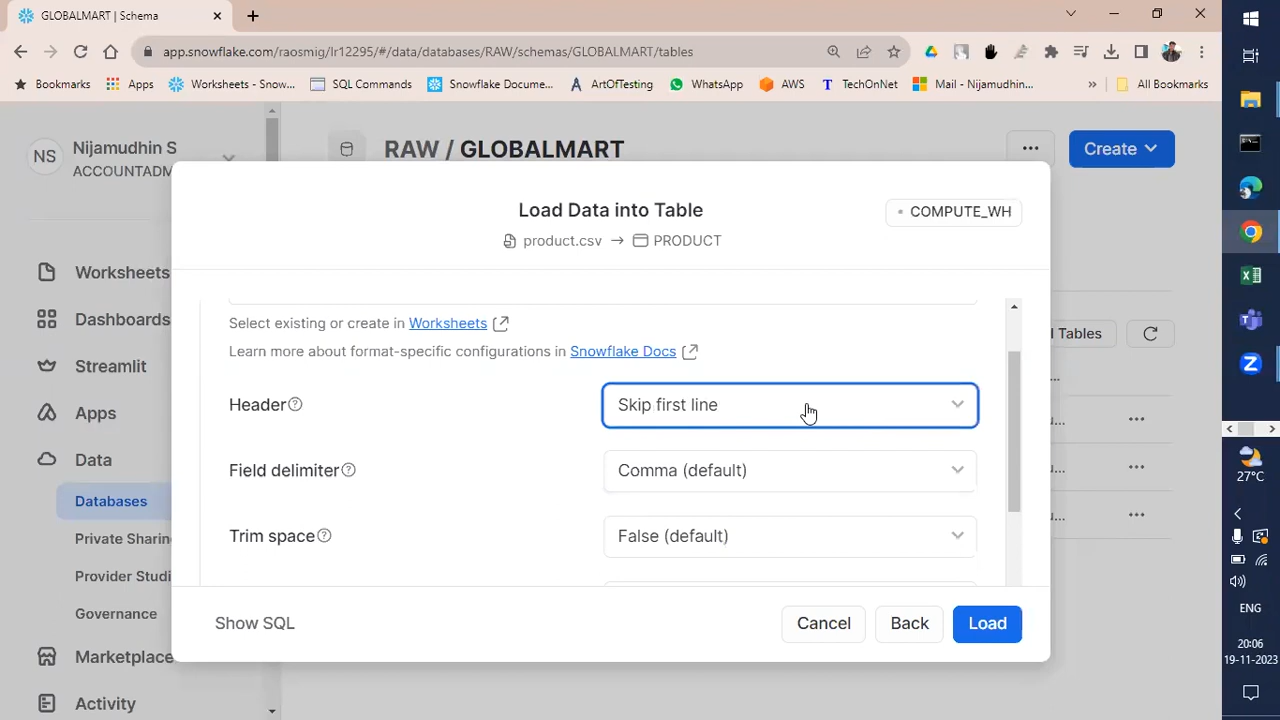 GLOBALMART | Schema
app.snowflake.com/raosmig/lr12295/#/data/databases/RAW/schemas/GLOBALMART/tables
Bookmarks
Apps
Worksheets - Snow...
SQL Commands
Snowflake Docume...
ArtOfTesting
WhatsApp
AWS
TechOnNet
Mail - Nijamudhin...
»
All Bookmarks
NS
Nijamudhin S
ACCOUNTADM
RAW / GLOBALMART
Create
Load Data into Table
COMPUTE_WH
product.csv → PRODUCT
Worksheets
Dashboards
Streamlit
Apps
Data
Databases
Private Sharin
Provider Studi
Governance
Marketplace
Activity
Select existing or create in Worksheets
Learn more about format-specific configurations in Snowflake Docs
Header
Skip first line
Field delimiter
Comma (default)
Trim space
False (default)
Show SQL
Cancel
Back
Load
l Tables
...
u...
u...
u...
27°C
ENG
20:06
19-11-2023